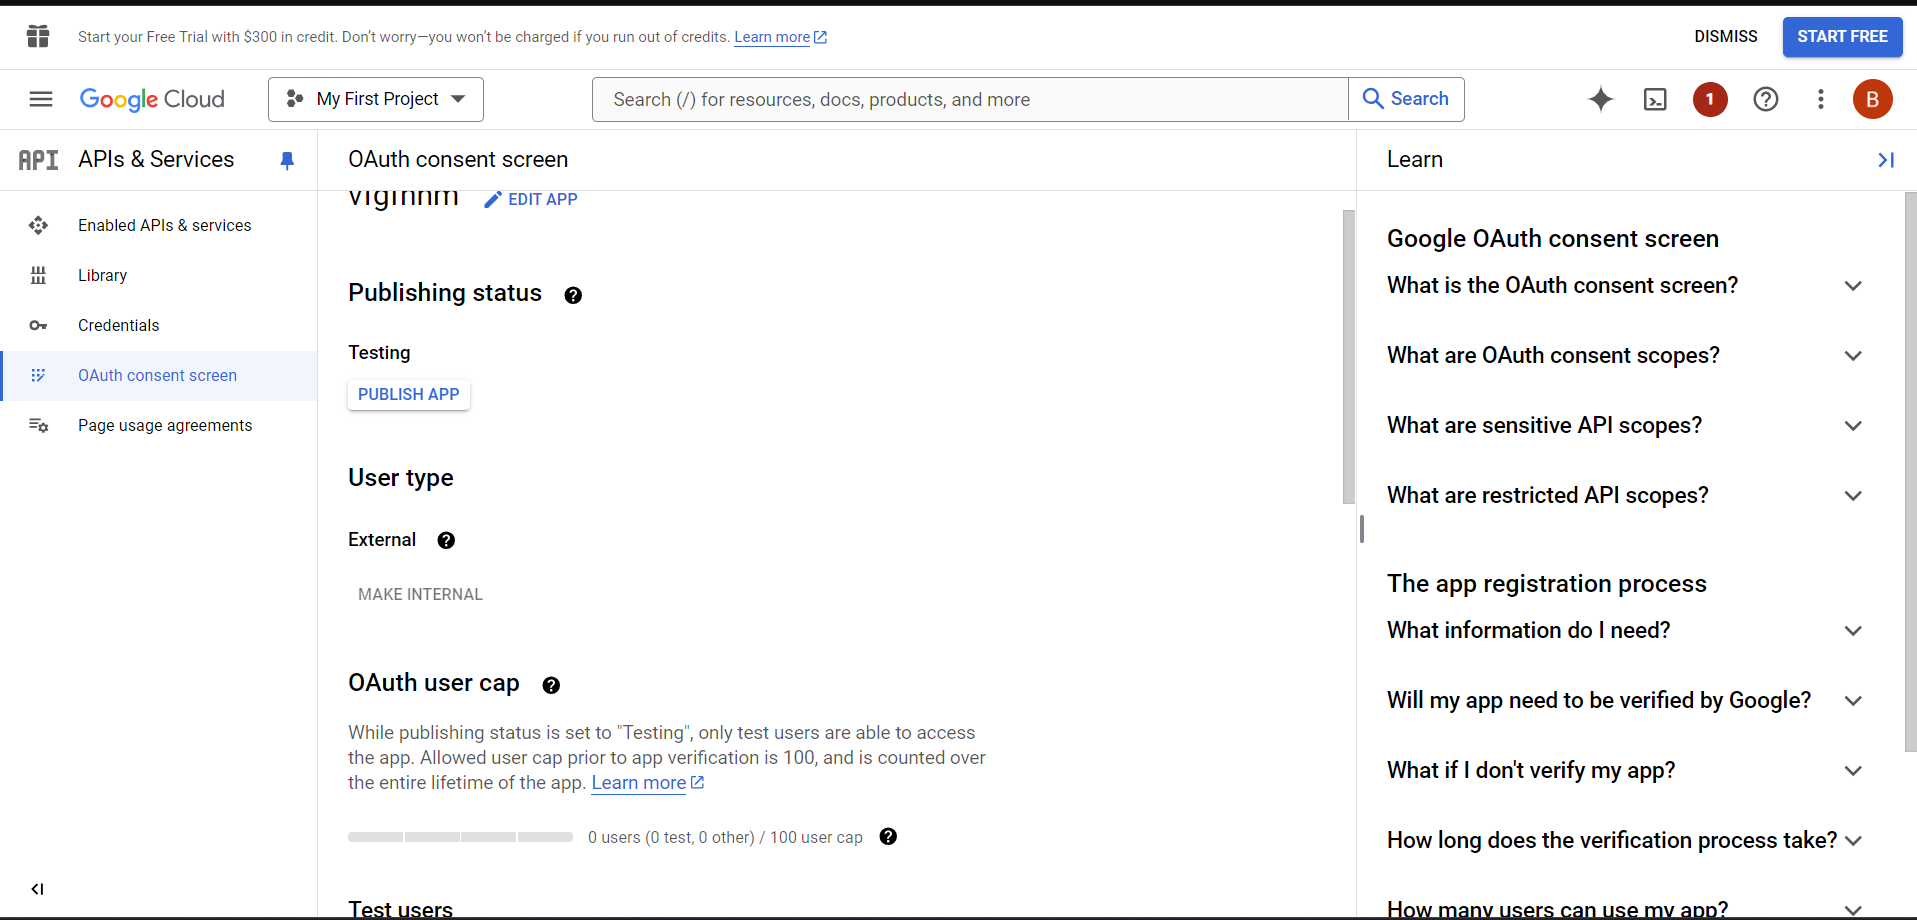 Start your Free Trial with $300 in credit. Don't worry—you won't be charged if you run out of credits. Learn more
DISMISS
START FREE
Google Cloud
My First Project
Search (/) for resources, docs, products, and more
Search
1
B
API
APIs & Services
Enabled APIs & services
Library
Credentials
OAuth consent screen
Page usage agreements
OAuth consent screen
EDIT APP
Publishing status
Testing
PUBLISH APP
User type
External
MAKE INTERNAL
OAuth user cap
While publishing status is set to "Testing", only test users are able to access
the app. Allowed user cap prior to app verification is 100, and is counted over
the entire lifetime of the app. Learn more
0 users (0 test, 0 other) / 100 user cap
Test users
Learn
Google OAuth consent screen
What is the OAuth consent screen?
What are OAuth consent scopes?
What are sensitive API scopes?
What are restricted API scopes?
The app registration process
What information do I need?
Will my app need to be verified by Google?
What if I don't verify my app?
How long does the verification process take?
How many users can use my app?